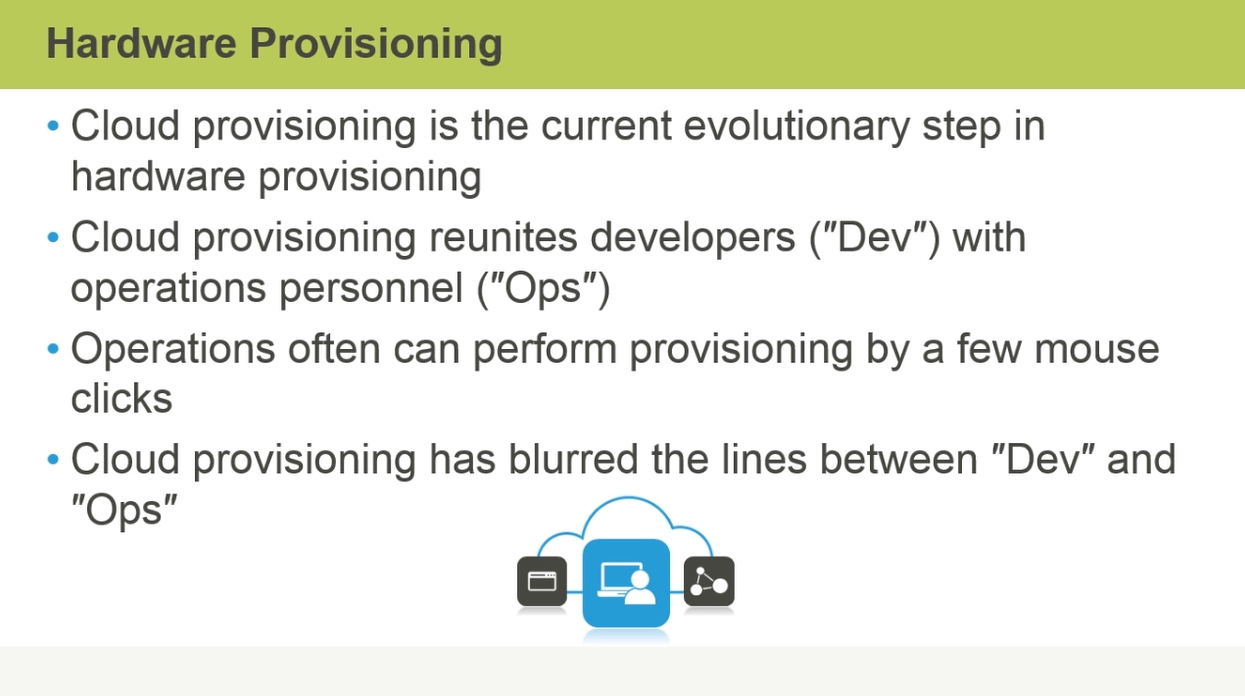 Hardware Provisioning
• Cloud provisioning is the current evolutionary step in
hardware provisioning
• Cloud provisioning reunites developers ("Dev") with
operations personnel ("Ops")
• Operations often can perform provisioning by a few mouse
clicks
• Cloud provisioning has blurred the lines between "Dev" and
"Ops"